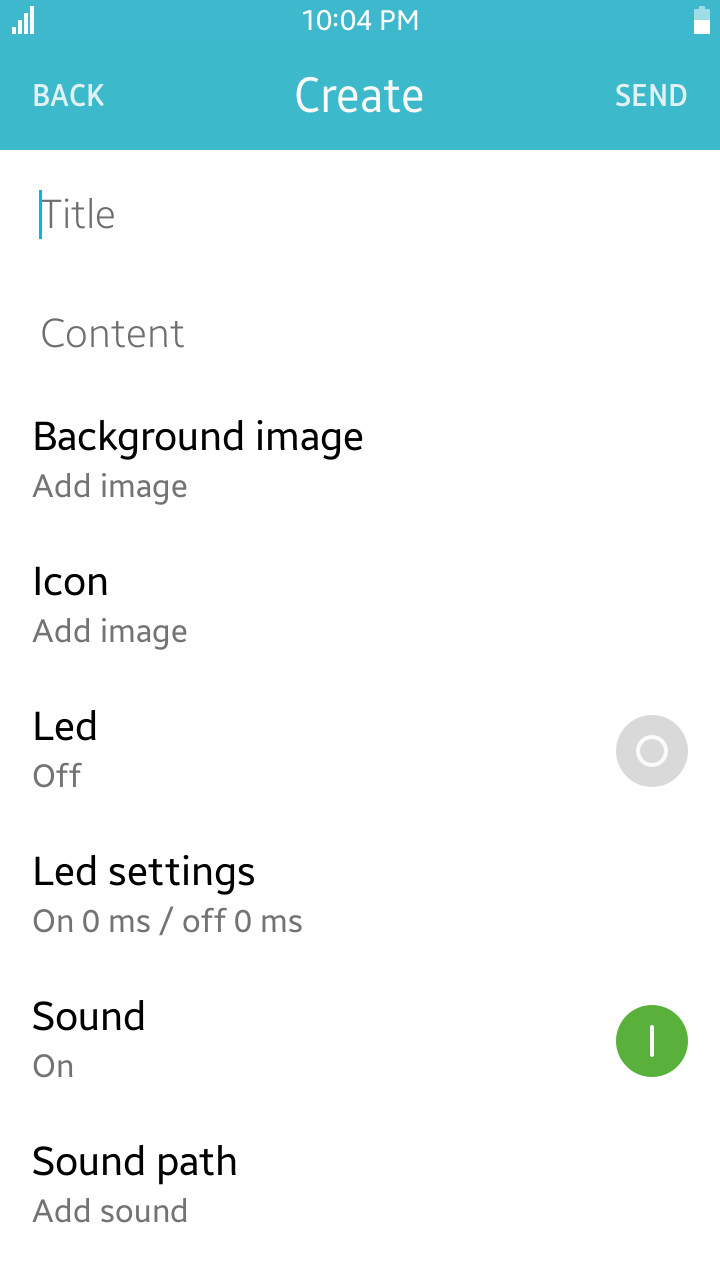 10:04 PM
BACK
Create
SEND
Title
Content
Background image
Add image
Icon
Add image
Led
Off
Led settings
On 0 ms / off 0 ms
Sound
On
Sound path
Add sound